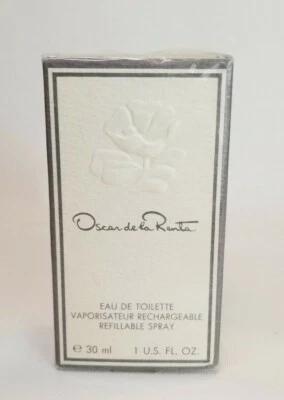 Oscar de la Renta
EAU DE TOILETTE
VAPORISATEUR RECHARGEABLE
REFILLABLE SPRAY
℮ 30 ml 1 U.S. FL. OZ.